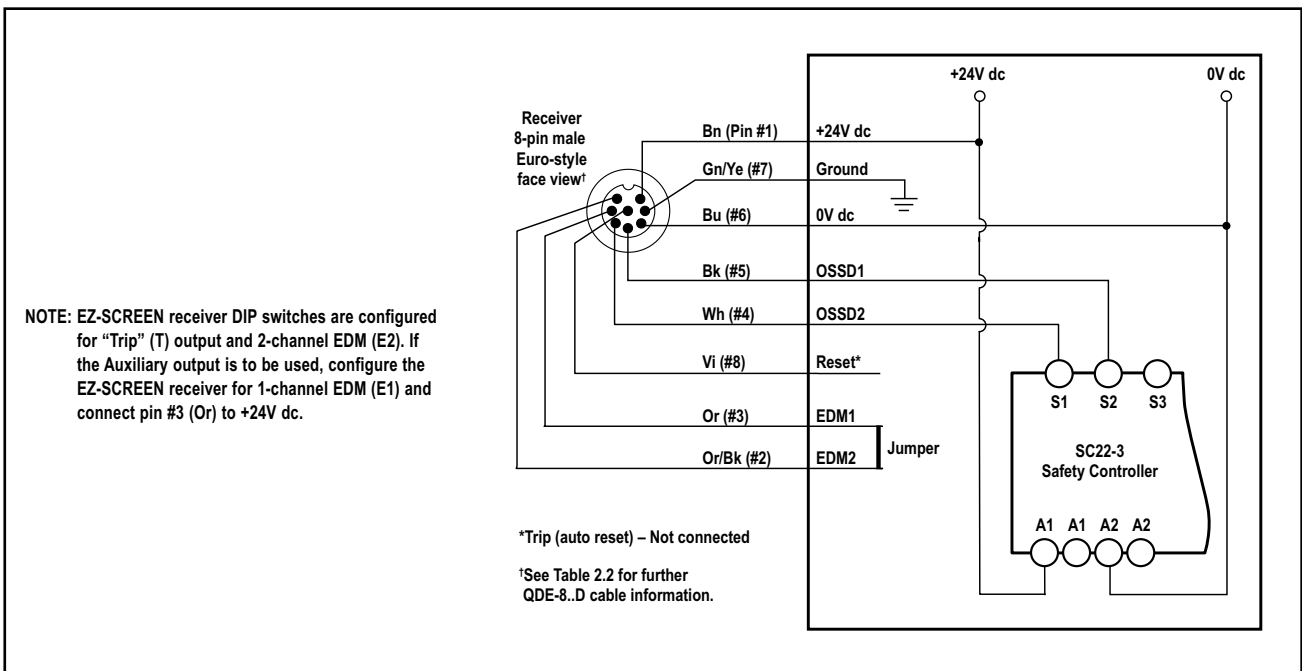 +24V dc
0V dc
Receiver
8-pin male
Euro-style
face view†
Bn (Pin #1)
+24V dc
Gn/Ye (#7)
Ground
Bu (#6)
0V dc
Bk (#5)
OSSD1
Wh (#4)
OSSD2
Vi (#8)
Reset*
Or (#3)
EDM1
Or/Bk (#2)
EDM2
Jumper
S1
S2
S3
SC22-3
Safety Controller
A1
A1
A2
A2
NOTE: EZ-SCREEN receiver DIP switches are configured
for “Trip” (T) output and 2-channel EDM (E2). If
the Auxiliary output is to be used, configure the
EZ-SCREEN receiver for 1-channel EDM (E1) and
connect pin #3 (Or) to +24V dc.
*Trip (auto reset) – Not connected
†See Table 2.2 for further
QDE-8..D cable information.